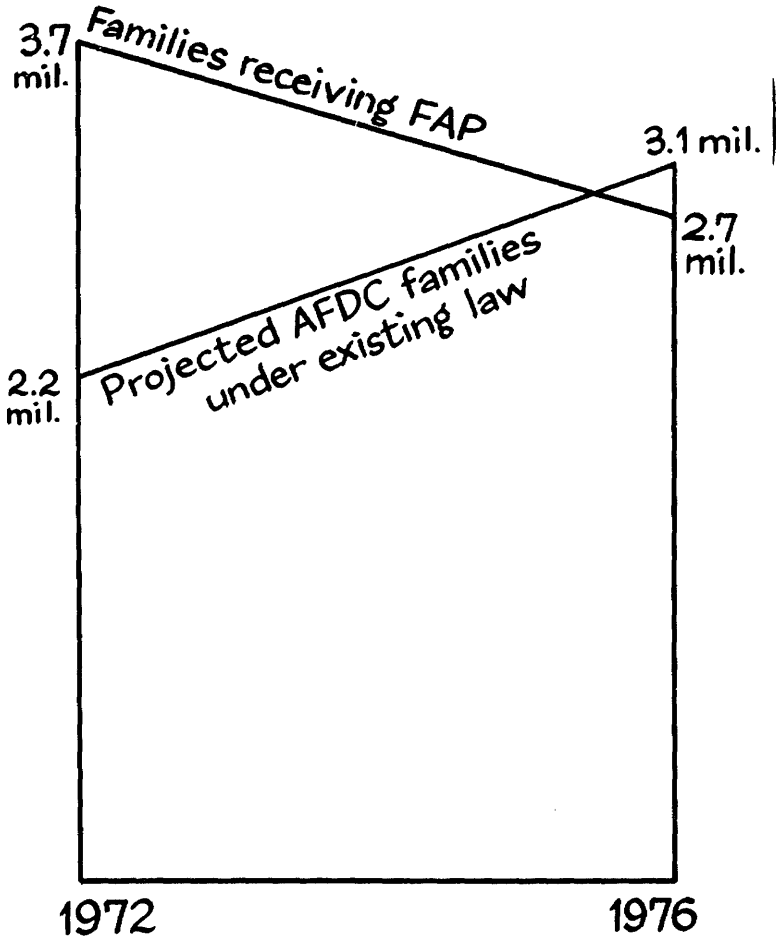 3.7
mil.
Families receiving FAP
3.1 mil.
2.7
mil.
2.2
mil.
Projected AFDC families
under existing law
1972
1976